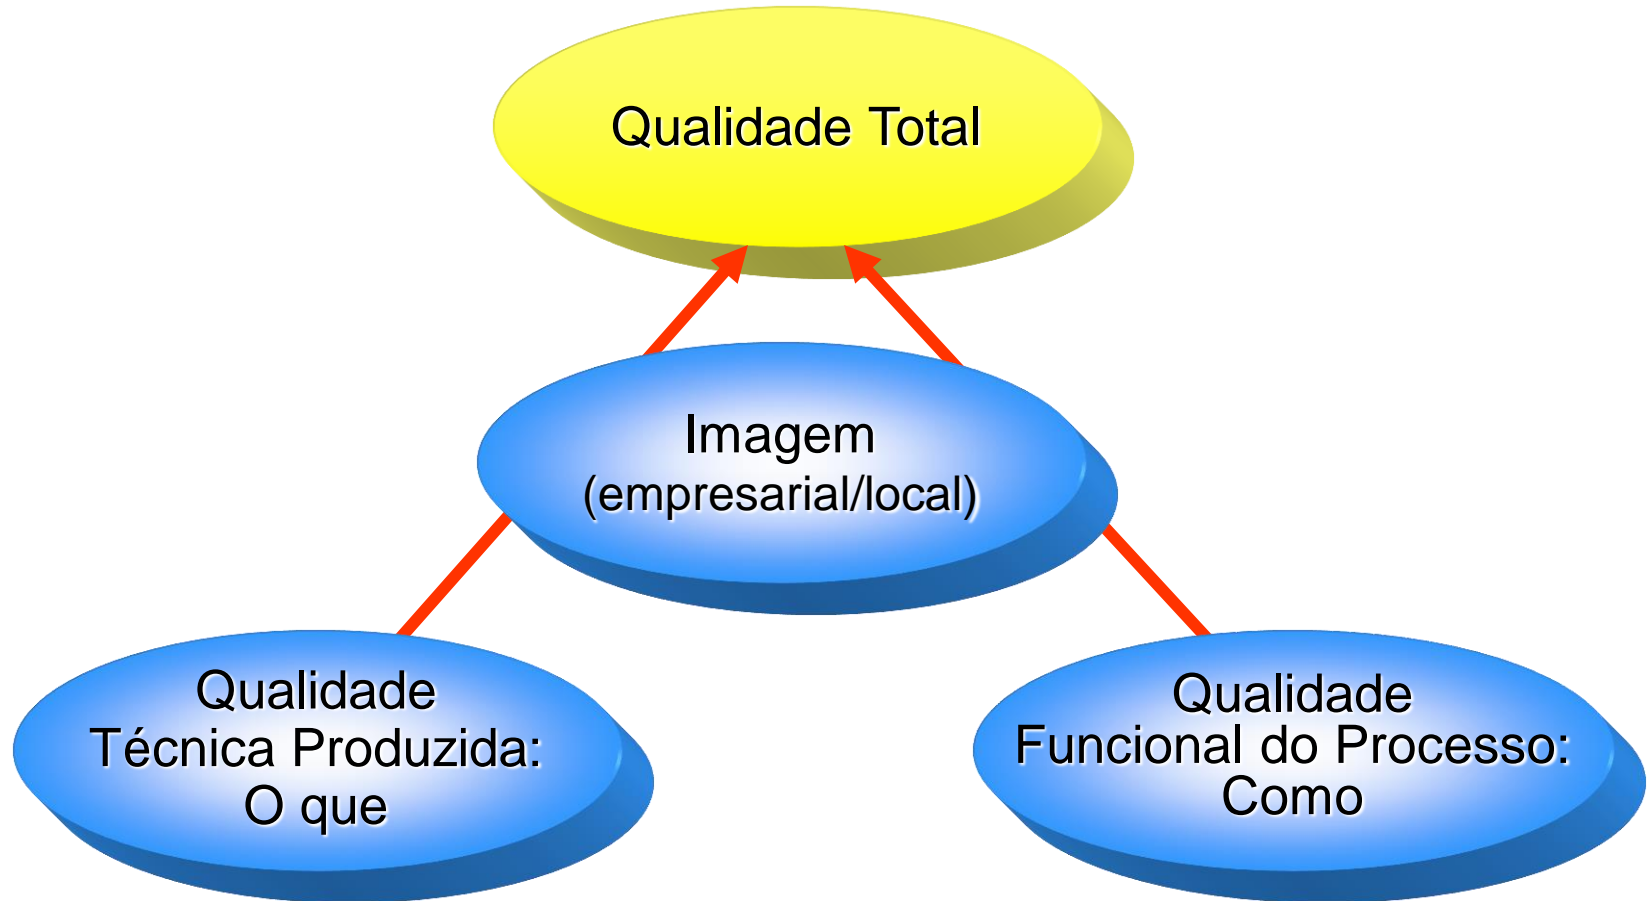 Qualidade Total
Imagem
(empresarial/local)
Qualidade
Técnica Produzida:
O que
Qualidade
Funcional do Processo:
Como